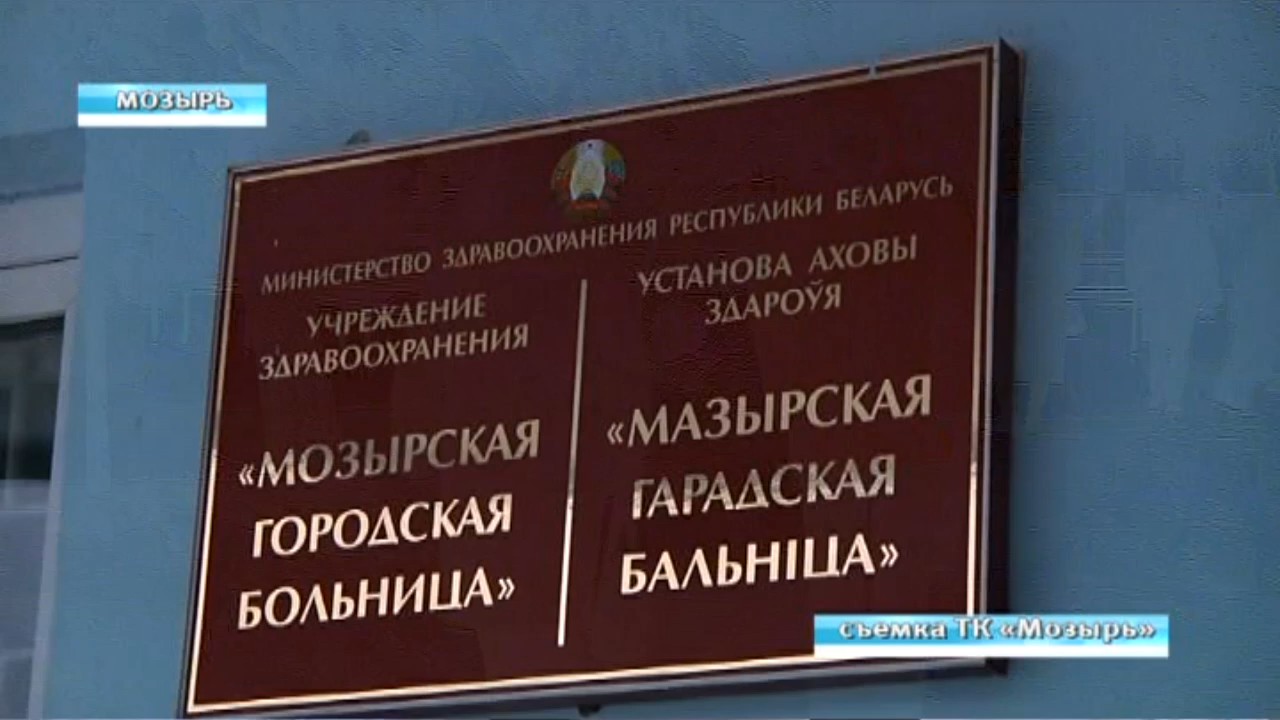 МОЗЫРЬ
МИНИСТЕРСТВО ЗДРАВООХРАНЕНИЯ РЕСПУБЛИКИ БЕЛАРУСЬ
УЧРЕЖДЕНИЕ
ЗДРАВООХРАНЕНИЯ
«МОЗЫРСКАЯ
ГОРОДСКАЯ
БОЛЬНИЦА»
УСТАНОВА АХОВЫ
ЗДАРОЎЯ
«МАЗЫРСКАЯ
ГАРАДСКАЯ
БАЛЬНІЦА»
съемка ТК «Мозырь»